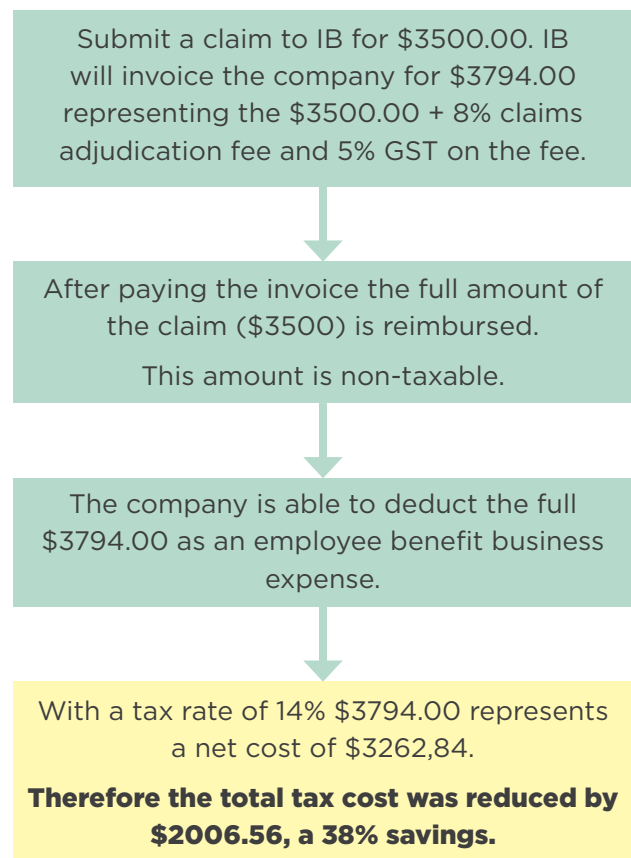 Submit a claim to IB for $3500.00. IB
will invoice the company for $3794.00
representing the $3500.00 + 8% claims
adjudication fee and 5% GST on the fee.
After paying the invoice the full amount of
the claim ($3500) is reimbursed.
This amount is non-taxable.
The company is able to deduct the full
$3794.00 as an employee benefit business
expense.
With a tax rate of 14% $3794.00 represents
a net cost of $3262,84.
Therefore the total tax cost was reduced by
$2006.56, a 38% savings.